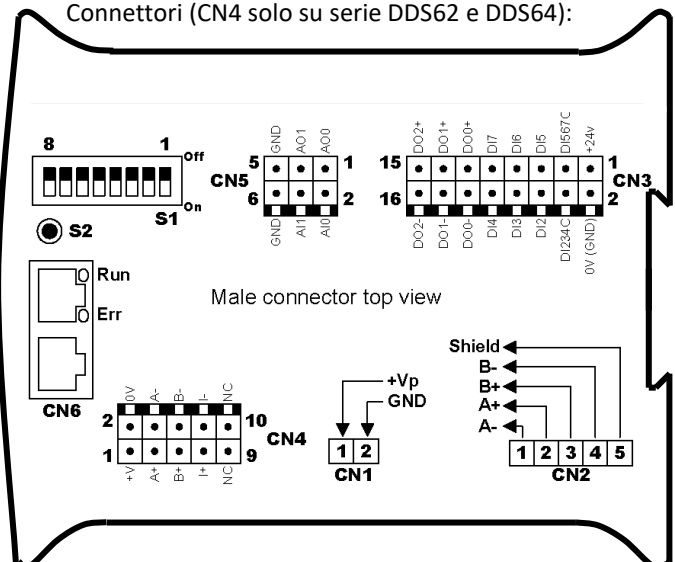 Connettori (CN4 solo su serie DDS62 e DDS64):
8 1
Off
On
S1
S2
GND AO1 AO0
5 1
CN5
6 2
GND AI1 AI0
DO2+ DO1+ DO0+ DI7 DI6 DI5 DI567C +24v
15 1
CN3
16 2
DO2- DO1- DO0- DI4 DI3 DI2 DI234C 0V (GND)
Run
Err
CN6
Male connector top view
0V A- B- I- NC
2 10
CN4
1 9
+V A+ B+ I+ NC
+Vp
GND
1 2
CN1
Shield
B-
B+
A+
A-
1 2 3 4 5
CN2